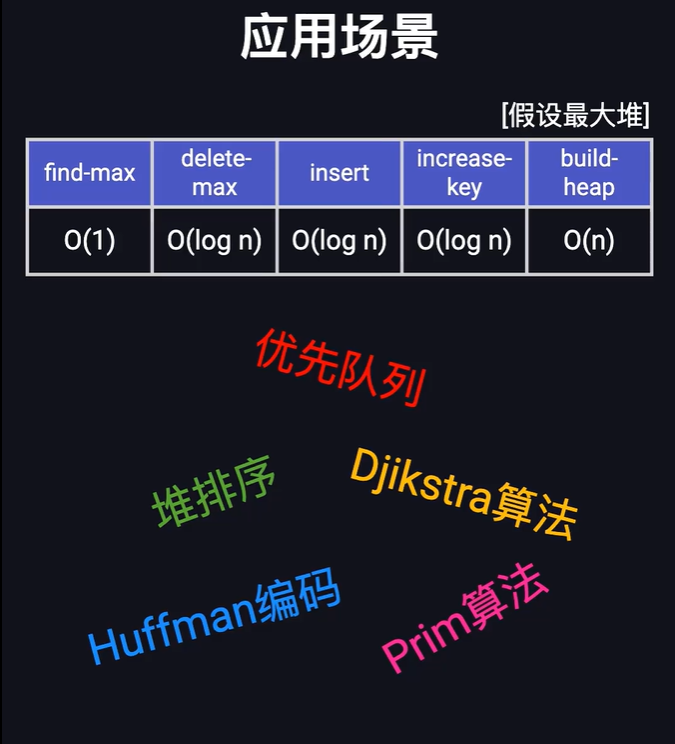 应用场景
[假设最大堆]
find-max delete-max insert increase-key build-heap
O(1) O(log n) O(log n) O(log n) O(n)
优先队列
堆排序
Djikstra算法
Huffman编码
Prim算法